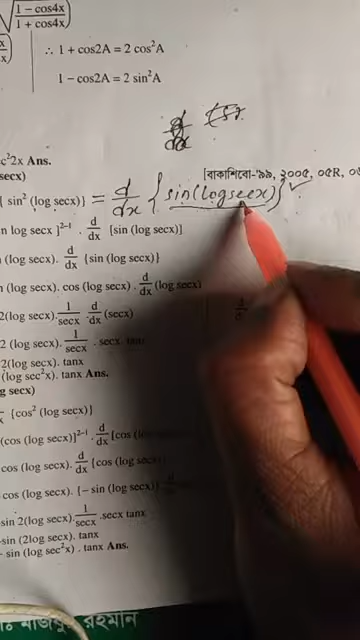 √(1 – cos4x)/(1 + cos4x)
∴ 1 + cos2A = 2 cos²A
1 – cos2A = 2 sin²A
d/dx
c²2x Ans.
secx)
[বাকাশিবো-'৯৯, ২০০৫, ০৫R, ০৬
{ sin² (log secx)} = d/dx { sin(logsecx)}² ✓
n log secx ]²⁻¹ . d/dx [sin (log secx)]
(log secx). d/dx {sin (log secx)}
(log secx). cos (log secx) . d/dx (log secx)
2(log secx). 1/secx . d/dx (secx)
2 (log secx). 1/secx . secx. tanx
2(log secx). tanx
(log sec²x). tanx Ans.
g secx)
{cos² (log secx)}
(cos (log secx)]²⁻¹ . d/dx [cos
cos (log secx). d/dx {cos (log secx)
cos (log secx). {– sin (log secx)}
sin 2(log secx). 1/secx .secx tanx
–sin (2log secx). tanx
– sin (log sec²x) . tanx Ans.
রহমান